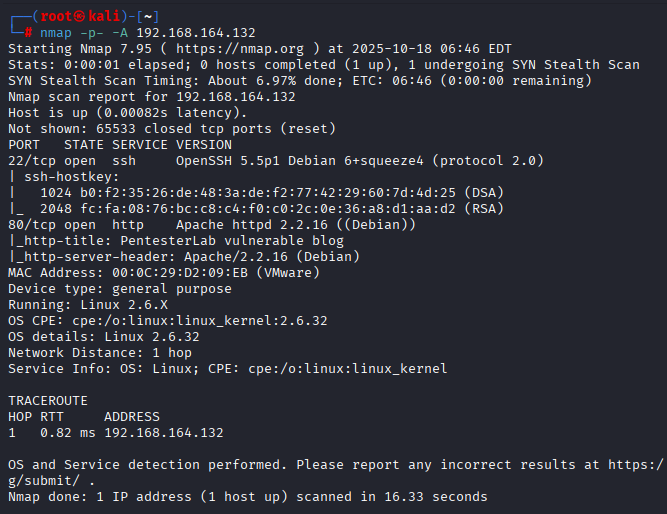 ┌──(root㉿kali)-[~]
└─# nmap -p- -A 192.168.164.132
Starting Nmap 7.95 ( https://nmap.org ) at 2025-10-18 06:46 EDT
Stats: 0:00:01 elapsed; 0 hosts completed (1 up), 1 undergoing SYN Stealth Scan
SYN Stealth Scan Timing: About 6.97% done; ETC: 06:46 (0:00:00 remaining)
Nmap scan report for 192.168.164.132
Host is up (0.00082s latency).
Not shown: 65533 closed tcp ports (reset)
PORT   STATE SERVICE VERSION
22/tcp open  ssh     OpenSSH 5.5p1 Debian 6+squeeze4 (protocol 2.0)
| ssh-hostkey:
|   1024 b0:f2:35:26:de:48:3a:de:f2:77:42:29:60:7d:4d:25 (DSA)
|_  2048 fc:fa:08:76:bc:c8:c4:f0:c0:2c:0e:36:a8:d1:aa:d2 (RSA)
80/tcp open  http    Apache httpd 2.2.16 ((Debian))
|_http-title: PentesterLab vulnerable blog
|_http-server-header: Apache/2.2.16 (Debian)
MAC Address: 00:0C:29:D2:09:EB (VMware)
Device type: general purpose
Running: Linux 2.6.X
OS CPE: cpe:/o:linux:linux_kernel:2.6.32
OS details: Linux 2.6.32
Network Distance: 1 hop
Service Info: OS: Linux; CPE: cpe:/o:linux:linux_kernel
TRACEROUTE
HOP RTT     ADDRESS
1   0.82 ms 192.168.164.132
OS and Service detection performed. Please report any incorrect results at https:/
g/submit/ .
Nmap done: 1 IP address (1 host up) scanned in 16.33 seconds